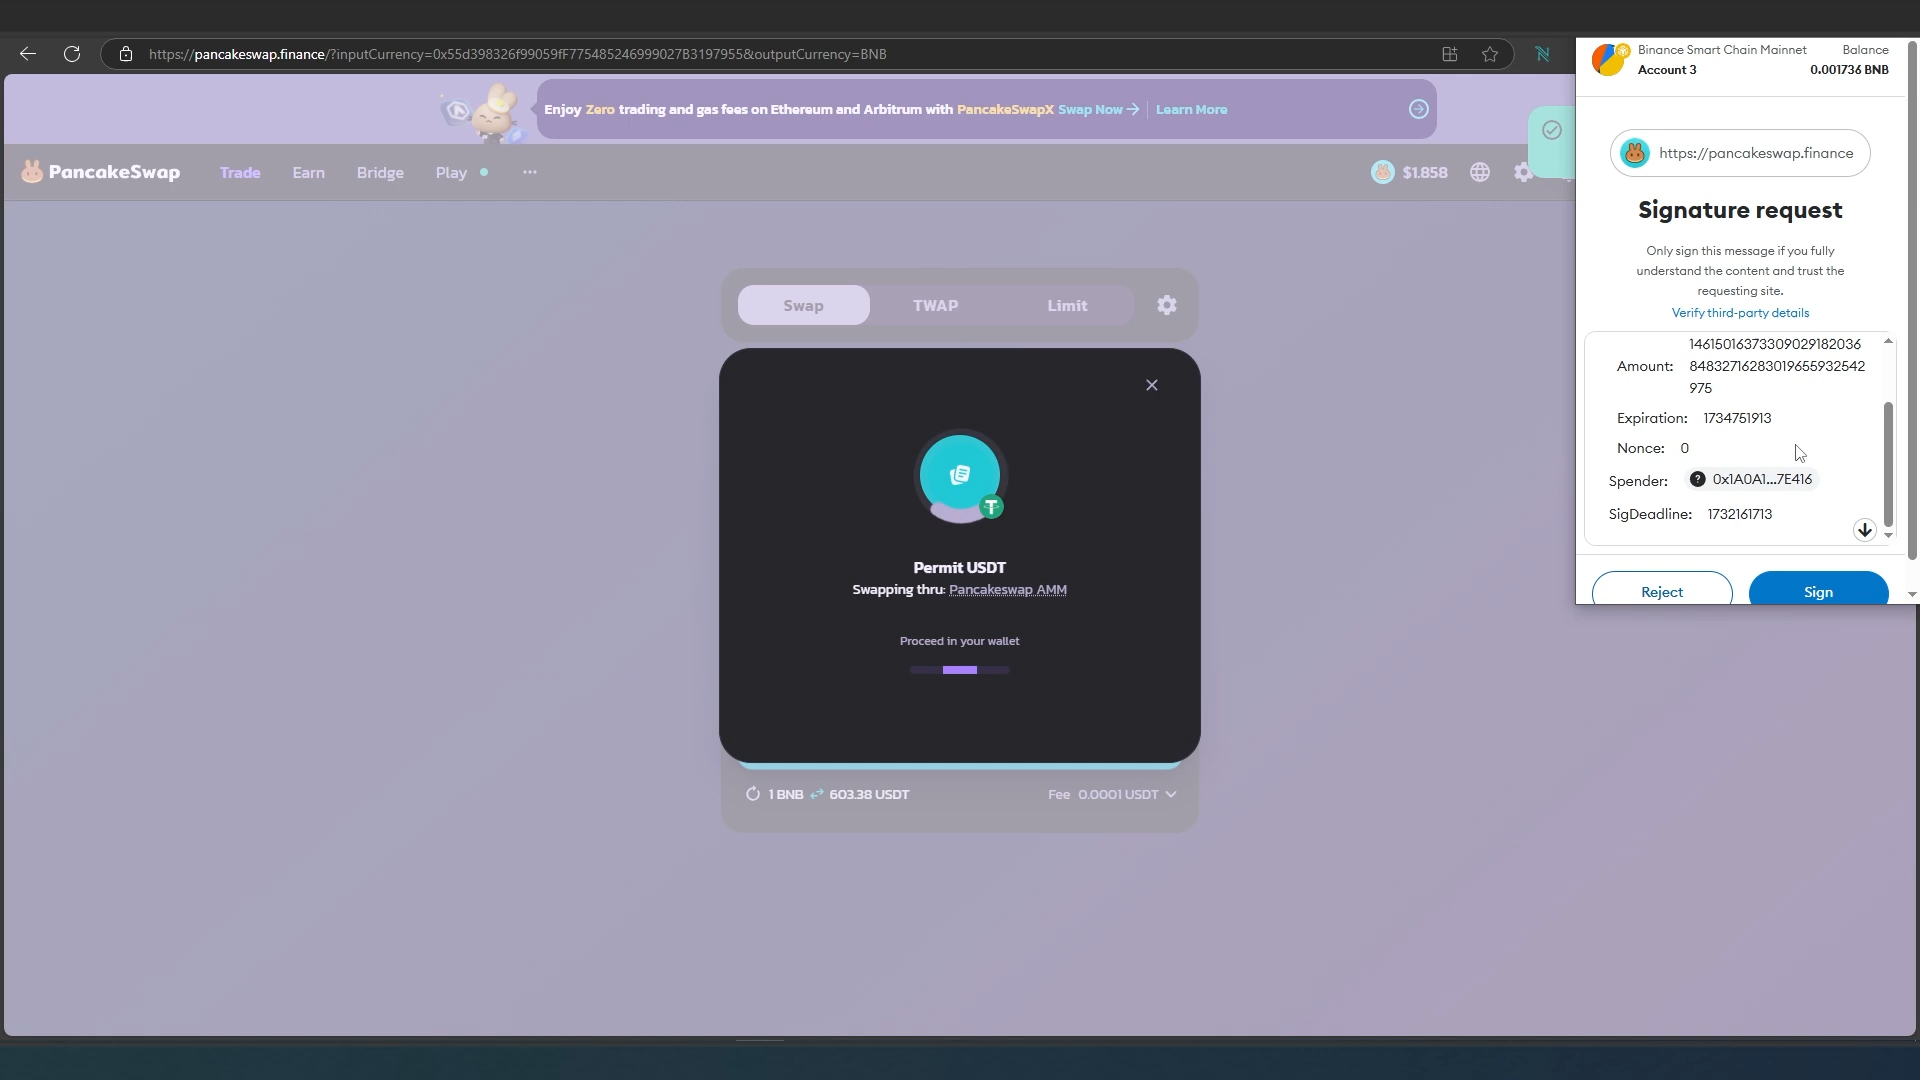 https://pancakeswap.finance/?inputCurrency=0x55d398326f99059fF775485246999027B3197955&outputCurrency=BNB
Enjoy Zero trading and gas fees on Ethereum and Arbitrum with PancakeSwapX Swap Now Learn More
PancakeSwap Trade Earn Bridge Play $1.858
Swap TWAP Limit
Permit USDT
Swapping thru: Pancakeswap AMM
Proceed in your wallet
1 BNB 603.38 USDT Fee 0.0001 USDT
Binance Smart Chain Mainnet Balance
Account 3 0.001736 BNB
https://pancakeswap.finance
Signature request
Only sign this message if you fully
understand the content and trust the
requesting site.
Verify third-party details
14615016373309029182036
Amount: 84832716283019655932542
975
Expiration: 1734751913
Nonce: 0
Spender: 0x1A0A1...7E416
SigDeadline: 1732161713
Reject Sign